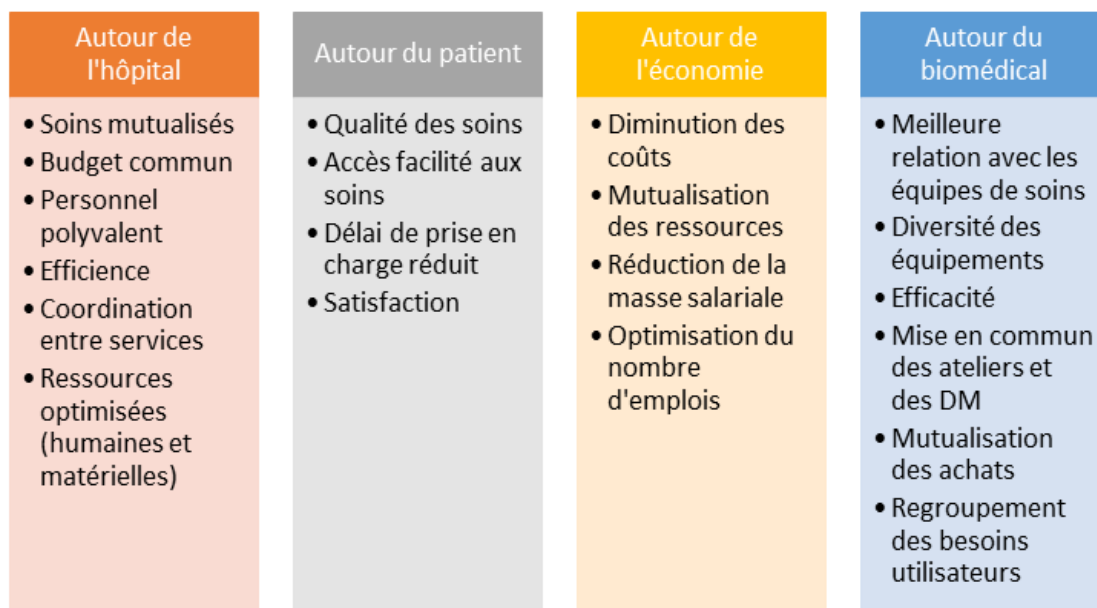 Autour de
l'hôpital
• Soins mutualisés
• Budget commun
• Personnel
polyvalent
• Efficience
• Coordination
entre services
• Ressources
optimisées
(humaines et
matérielles)
Autour du patient
• Qualité des soins
• Accès facilité aux
soins
• Délai de prise en
charge réduit
• Satisfaction
Autour de
l'économie
• Diminution des
coûts
• Mutualisation
des ressources
• Réduction de la
masse salariale
• Optimisation du
nombre
d'emplois
Autour du
biomédical
• Meilleure
relation avec les
équipes de soins
• Diversité des
équipements
• Efficacité
• Mise en commun
des ateliers et
des DM
• Mutualisation
des achats
• Regroupement
des besoins
utilisateurs